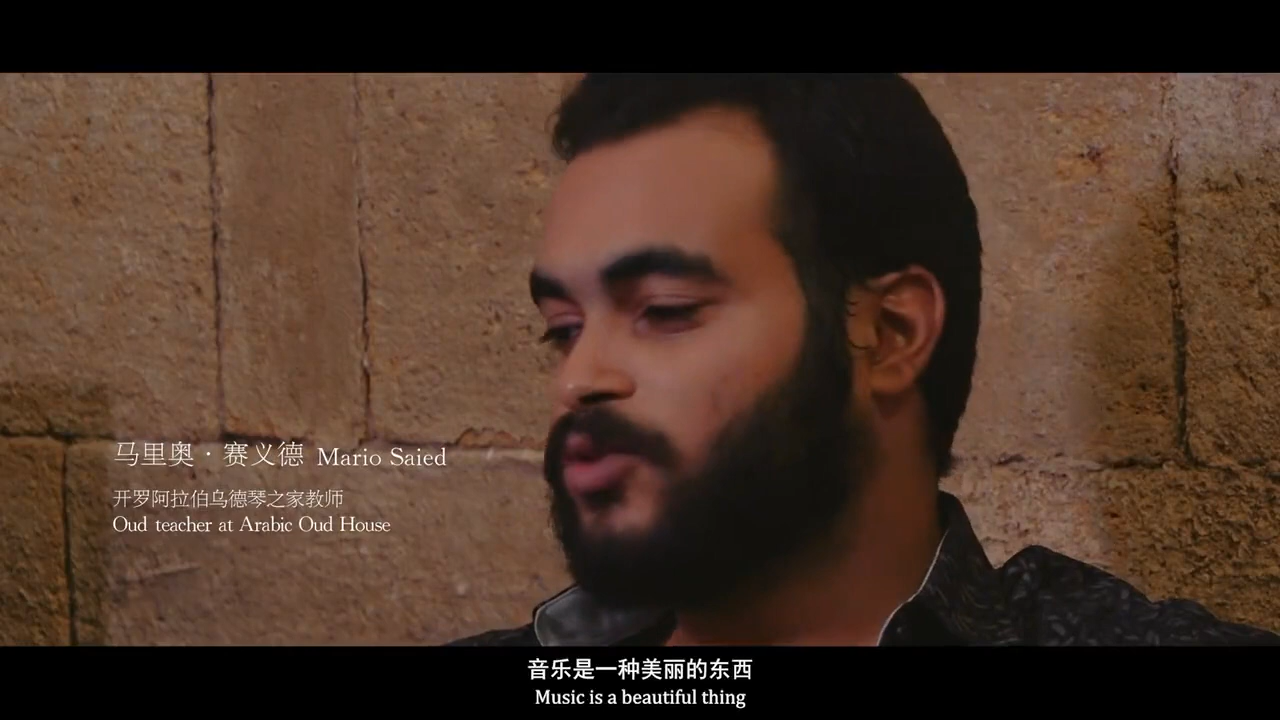 马里奥·赛义德 Mario Saied
开罗阿拉伯乌德琴之家教师
Oud teacher at Arabic Oud House
音乐是一种美丽的东西
Music is a beautiful thing